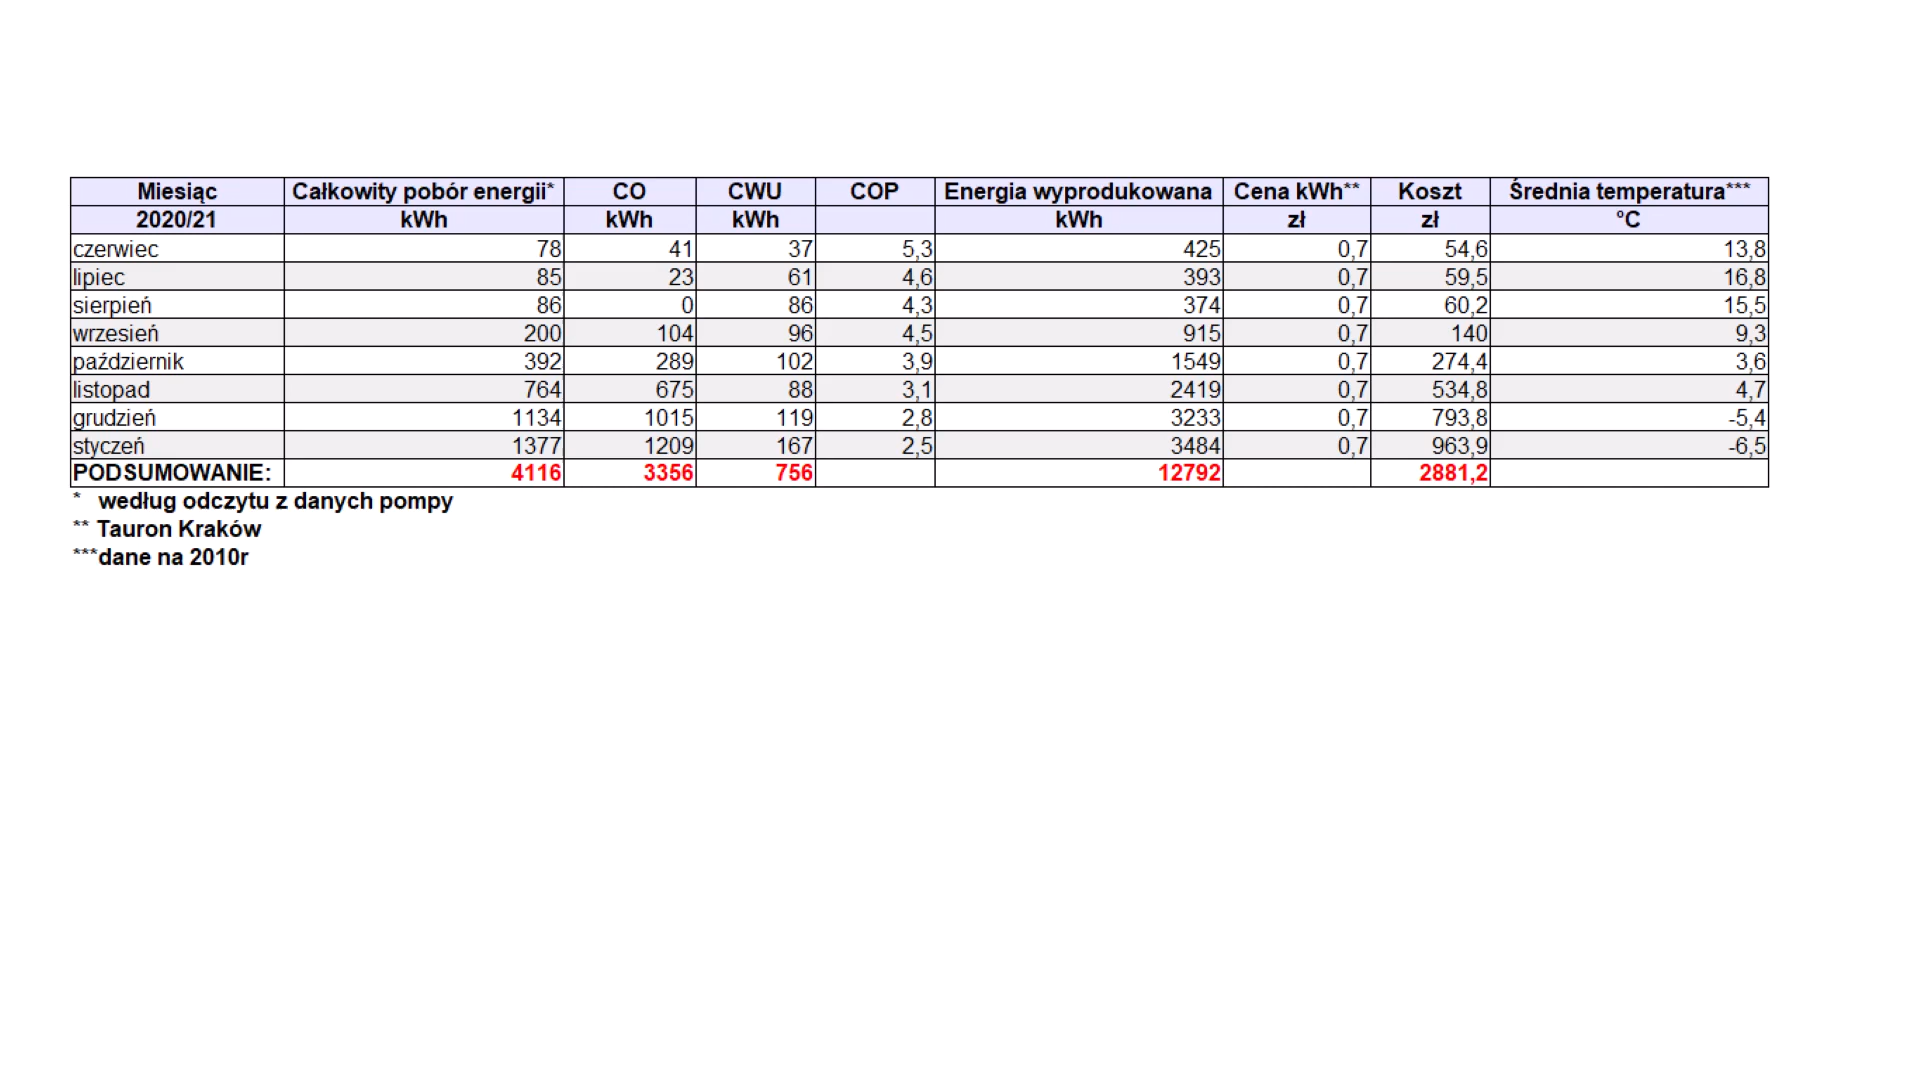 Miesiąc Całkowity pobór energii* CO CWU COP Energia wyprodukowana Cena kWh** Koszt Średnia temperatura***
2020/21 kWh kWh kWh kWh zł zł °C
czerwiec 78 41 37 5,3 425 0,7 54,6 13,8
lipiec 85 23 61 4,6 393 0,7 59,5 16,8
sierpień 86 0 86 4,3 374 0,7 60,2 15,5
wrzesień 200 104 96 4,5 915 0,7 140 9,3
październik 392 289 102 3,9 1549 0,7 274,4 3,6
listopad 764 675 88 3,1 2419 0,7 534,8 4,7
grudzień 1134 1015 119 2,8 3233 0,7 793,8 -5,4
styczeń 1377 1209 167 2,5 3484 0,7 963,9 -6,5
PODSUMOWANIE: 4116 3356 756 12792 2881,2
* według odczytu z danych pompy
** Tauron Kraków
***dane na 2010r